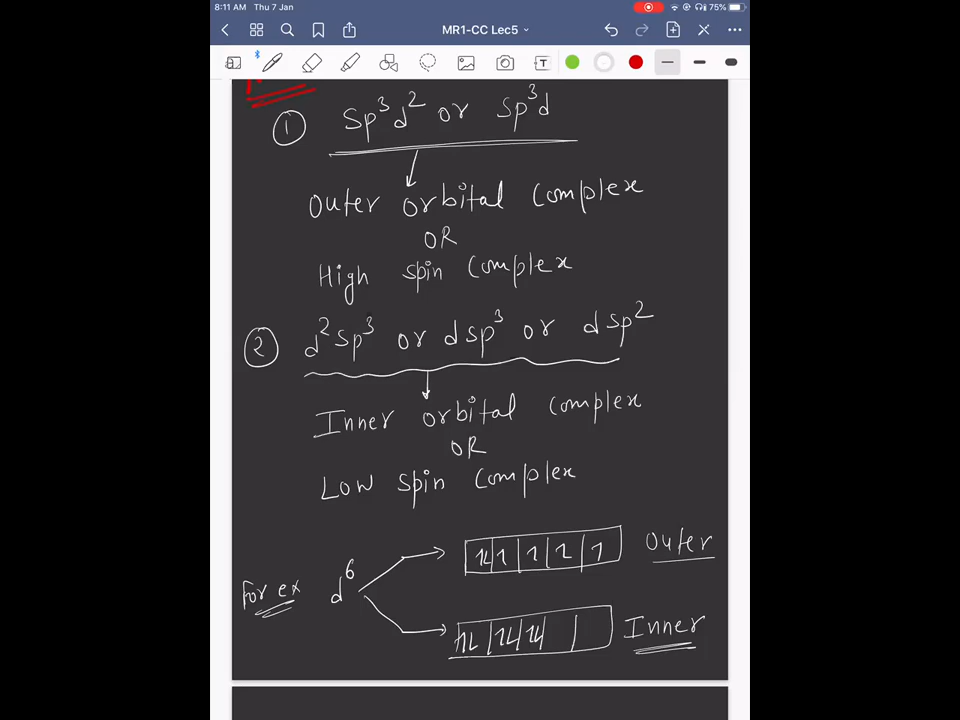 8:11 AM Thu 7 Jan
75%
MR1-CC Lec5
T
1 sp³d² or sp³d
Outer orbital complex
OR
High spin complex
2 d²sp³ or dsp³ or dsp²
Inner orbital complex
OR
Low spin complex
For ex d⁶
Outer
Inner